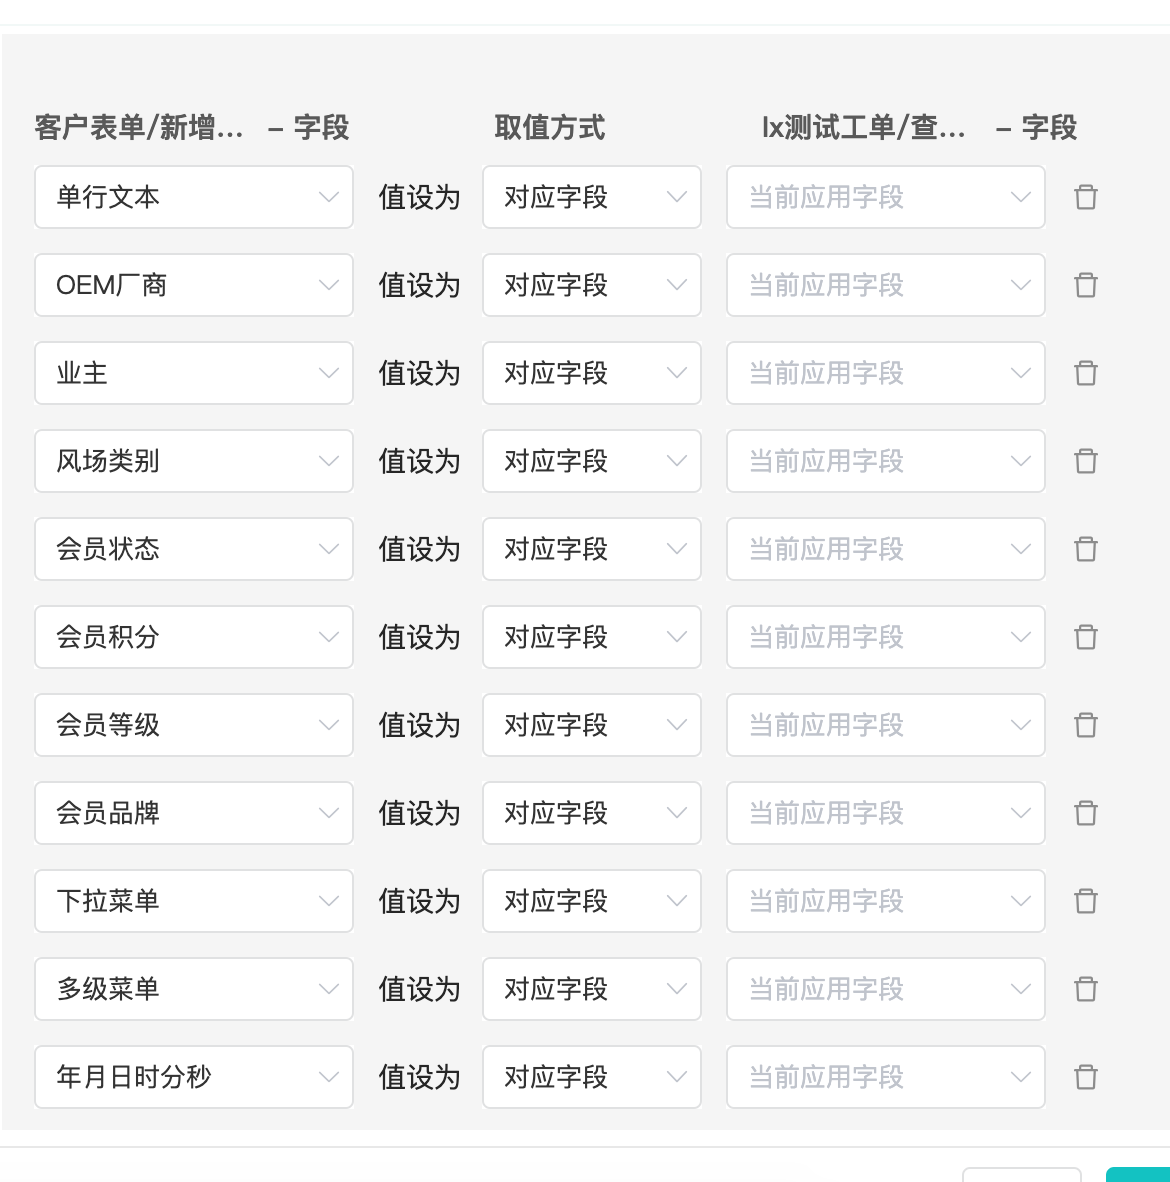 客户表单/新增... – 字段 取值方式 lx测试工单/查... – 字段
单行文本 值设为 对应字段 当前应用字段
OEM厂商 值设为 对应字段 当前应用字段
业主 值设为 对应字段 当前应用字段
风场类别 值设为 对应字段 当前应用字段
会员状态 值设为 对应字段 当前应用字段
会员积分 值设为 对应字段 当前应用字段
会员等级 值设为 对应字段 当前应用字段
会员品牌 值设为 对应字段 当前应用字段
下拉菜单 值设为 对应字段 当前应用字段
多级菜单 值设为 对应字段 当前应用字段
年月日时分秒 值设为 对应字段 当前应用字段